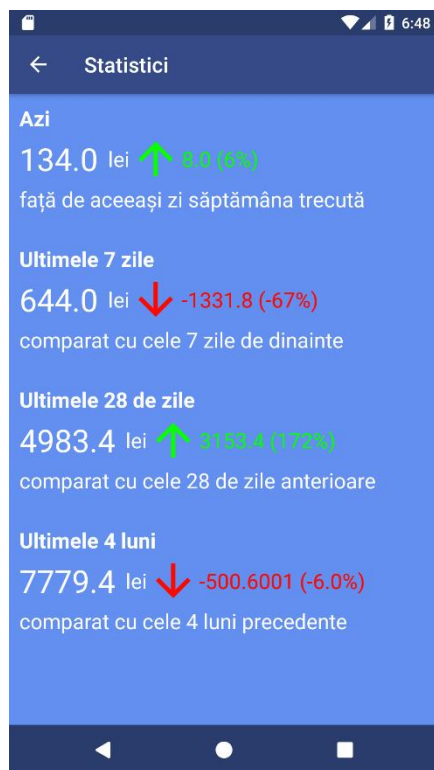 6:48
Statistici
Azi
134.0 lei 8.0 (6%)
față de aceeași zi săptămâna trecută
Ultimele 7 zile
644.0 lei -1331.8 (-67%)
comparat cu cele 7 zile de dinainte
Ultimele 28 de zile
4983.4 lei 3153.4 (172%)
comparat cu cele 28 de zile anterioare
Ultimele 4 luni
7779.4 lei -500.6001 (-6.0%)
comparat cu cele 4 luni precedente